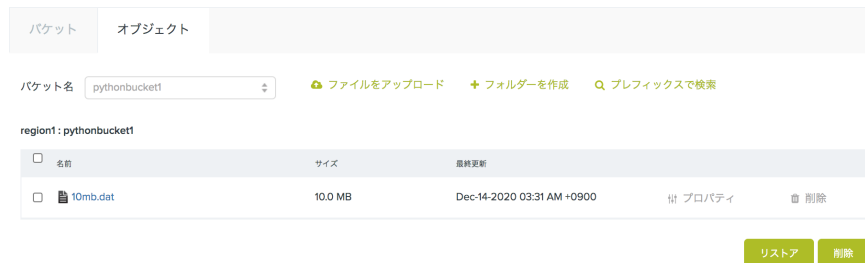 バケット オブジェクト
バケット名 pythonbucket1 ファイルをアップロード フォルダーを作成 プレフィックスで検索
region1 : pythonbucket1
名前 サイズ 最終更新
10mb.dat 10.0 MB Dec-14-2020 03:31 AM +0900 プロパティ 削除
リストア 削除